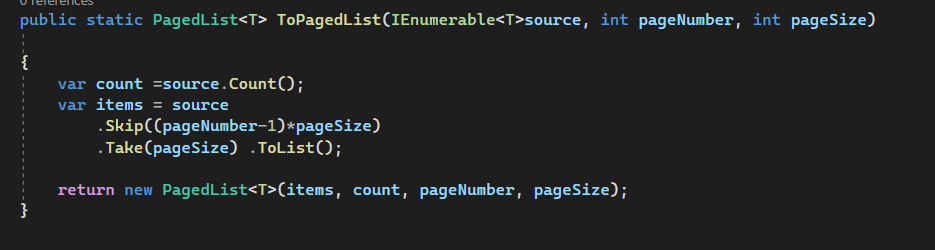 0 references
public static PagedList<T> ToPagedList(IEnumerable<T>source, int pageNumber, int pageSize)
{
var count =source.Count();
var items = source
.Skip((pageNumber-1)*pageSize)
.Take(pageSize) .ToList();
return new PagedList<T>(items, count, pageNumber, pageSize);
}